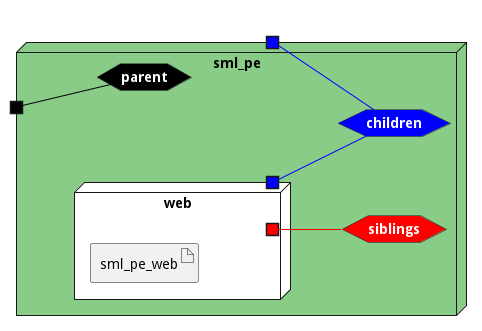 sml_pe
parent
children
web
siblings
sml_pe_web